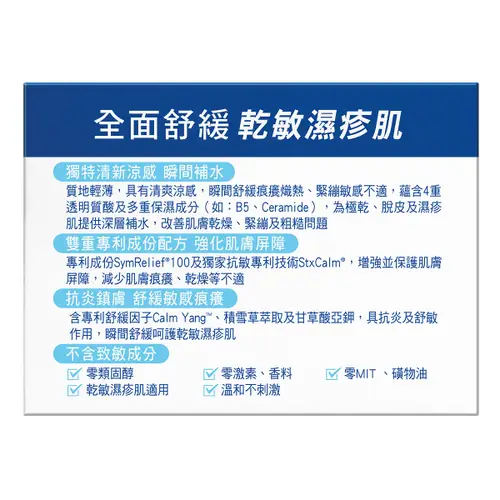 全面舒緩 乾敏濕疹肌
獨特清新涼感 瞬間補水
質地輕薄，具有清爽涼感，瞬間舒緩痕癢熾熱、緊繃敏感不適，蘊含4重
透明質酸及多重保濕成分（如：B5、Ceramide），為極乾、脫皮及濕疹
肌提供深層補水，改善肌膚乾燥、緊繃及粗糙問題
雙重專利成份配方 強化肌膚屏障
專利成份SymRelief®100及獨家抗敏專利技術StxCalm®，增強並保護肌膚
屏障，減少肌膚痕癢、乾燥等不適
抗炎鎮膚 舒緩敏感痕癢
含專利舒緩因子Calm Yang™、積雪草萃取及甘草酸亞鉀，具抗炎及舒敏
作用，瞬間舒緩呵護乾敏濕疹肌
不含致敏成分
零類固醇 零激素、香料 零MIT 、礦物油
乾敏濕疹肌適用 溫和不刺激